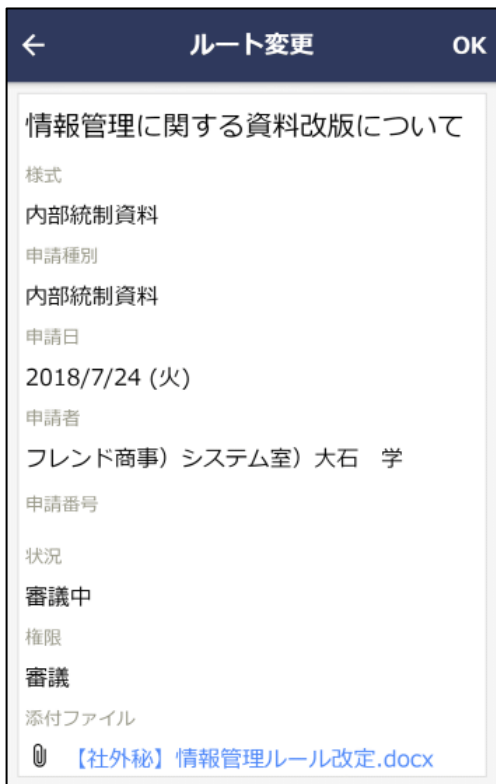 ルート変更 OK
情報管理に関する資料改版について
様式
内部統制資料
申請種別
内部統制資料
申請日
2018/7/24 (火)
申請者
フレンド商事）システム室）大石　学
申請番号
状況
審議中
権限
審議
添付ファイル
【社外秘】情報管理ルール改定.docx